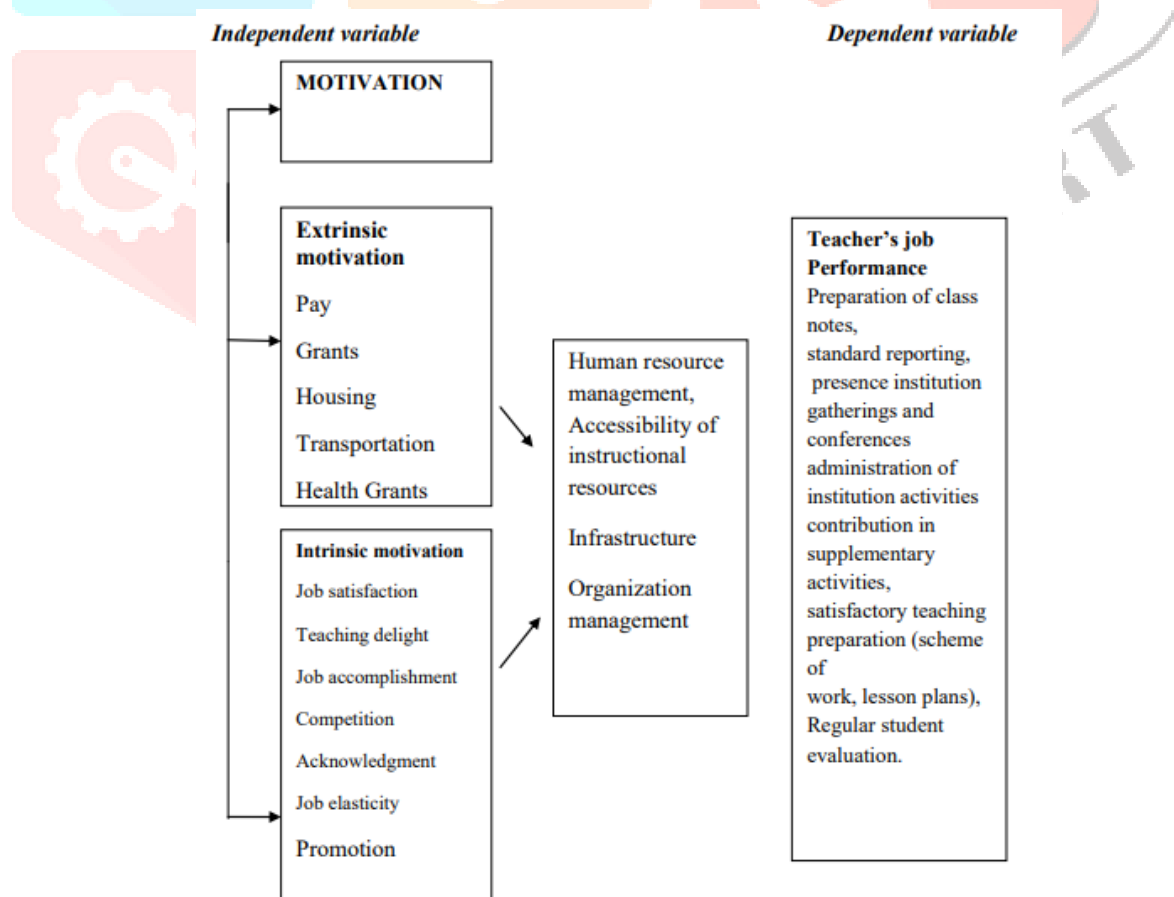 Independent variable
Dependent variable
MOTIVATION
Extrinsic
motivation
Pay
Grants
Housing
Transportation
Health Grants
Intrinsic motivation
Job satisfaction
Teaching delight
Job accomplishment
Competition
Acknowledgment
Job elasticity
Promotion
Human resource
management,
Accessibility of
instructional
resources
Infrastructure
Organization
management
Teacher’s job
Performance
Preparation of class
notes,
standard reporting,
presence institution
gatherings and
conferences
administration of
institution activities
contribution in
supplementary
activities,
satisfactory teaching
preparation (scheme
of
work, lesson plans),
Regular student
evaluation.